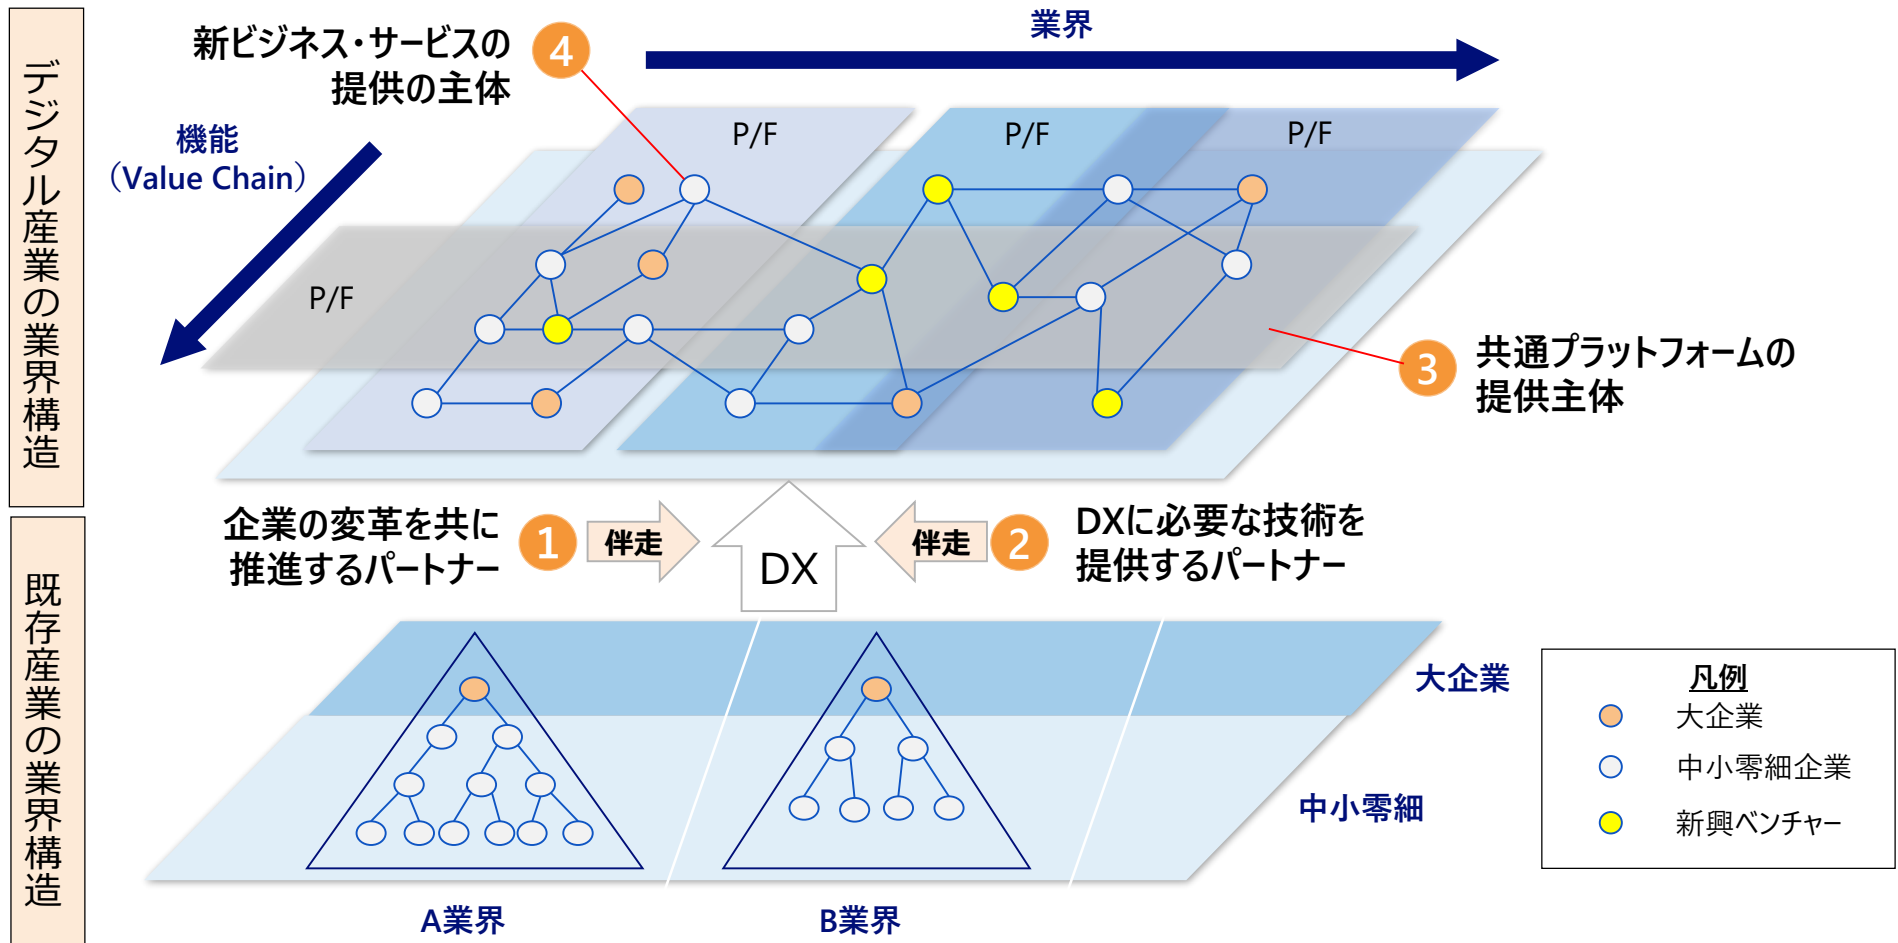 デジタル産業の業界構造
新ビジネス・サービスの
提供の主体
4
業界
機能
（Value Chain）
P/F
P/F
P/F
P/F
3
共通プラットフォームの
提供主体
企業の変革を共に
推進するパートナー
1
伴走
DX
伴走
2
DXに必要な技術を
提供するパートナー
既存産業の業界構造
大企業
中小零細
A業界
B業界
凡例
大企業
中小零細企業
新興ベンチャー